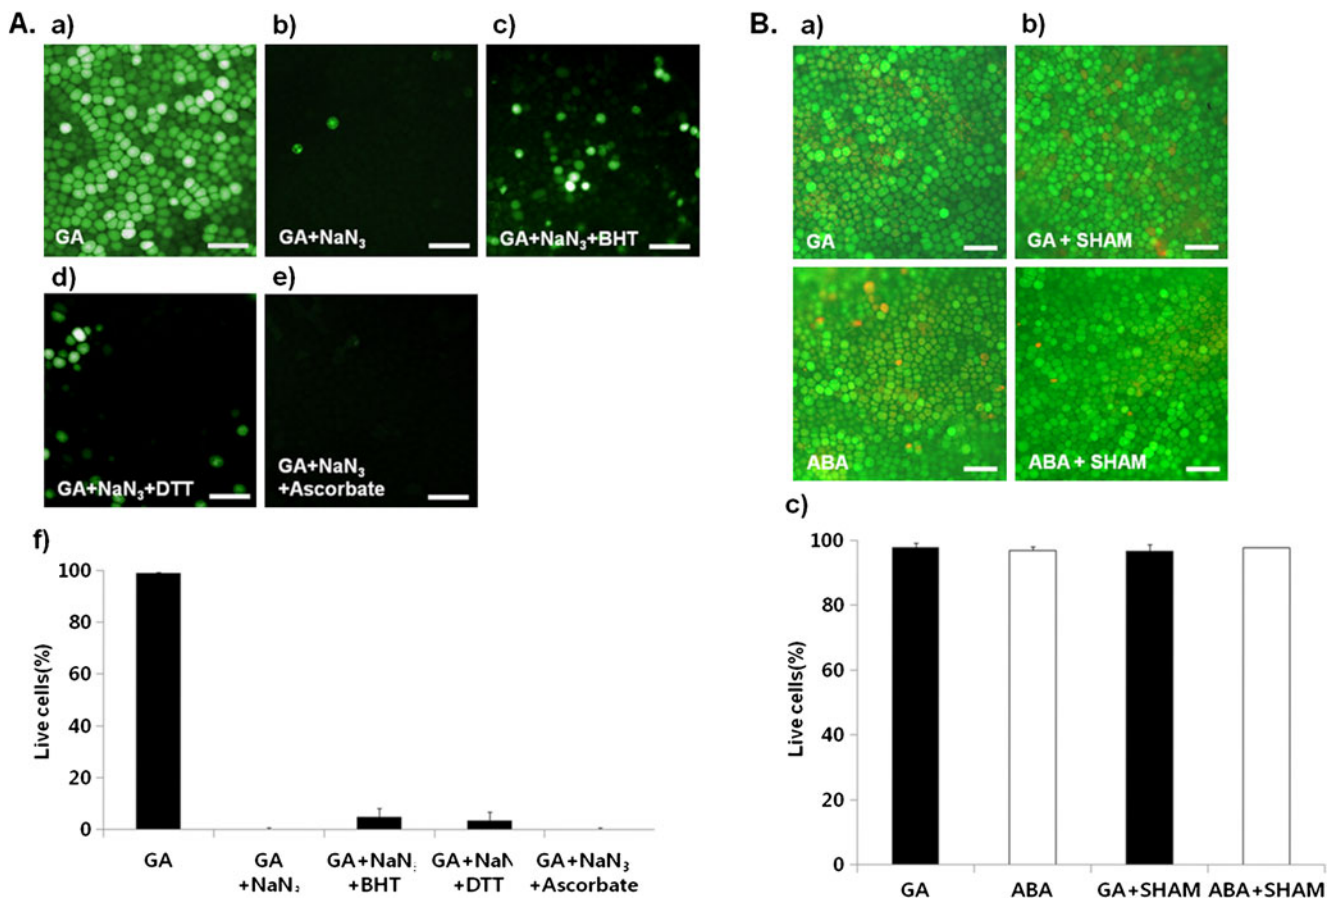 A. a) b) c)
GA
GA+NaN3
GA+NaN3+BHT
d) e)
GA+NaN3+DTT
GA+NaN3
+Ascorbate
f)
Live cells(%)
100
80
60
40
20
0
GA GA GA+NaN3 GA+NaN GA+NaN3
+NaN3 +BHT +DTT +Ascorbate
B. a) b)
GA
GA + SHAM
ABA
ABA + SHAM
c)
Live cells(%)
100
80
60
40
20
0
GA ABA GA+SHAM ABA+SHAM